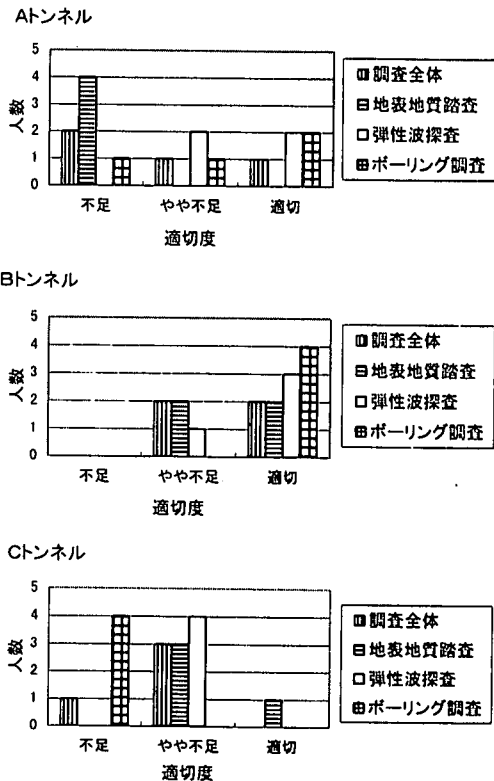 Aトンネル
5
4
3
2
1
0
人数
不足 やや不足 適切
適切度
調査全体
地表地質踏査
弾性波探査
ボーリング調査
Bトンネル
5
4
3
2
1
0
人数
不足 やや不足 適切
適切度
調査全体
地表地質踏査
弾性波探査
ボーリング調査
Cトンネル
5
4
3
2
1
0
人数
不足 やや不足 適切
適切度
調査全体
地表地質踏査
弾性波探査
ボーリング調査